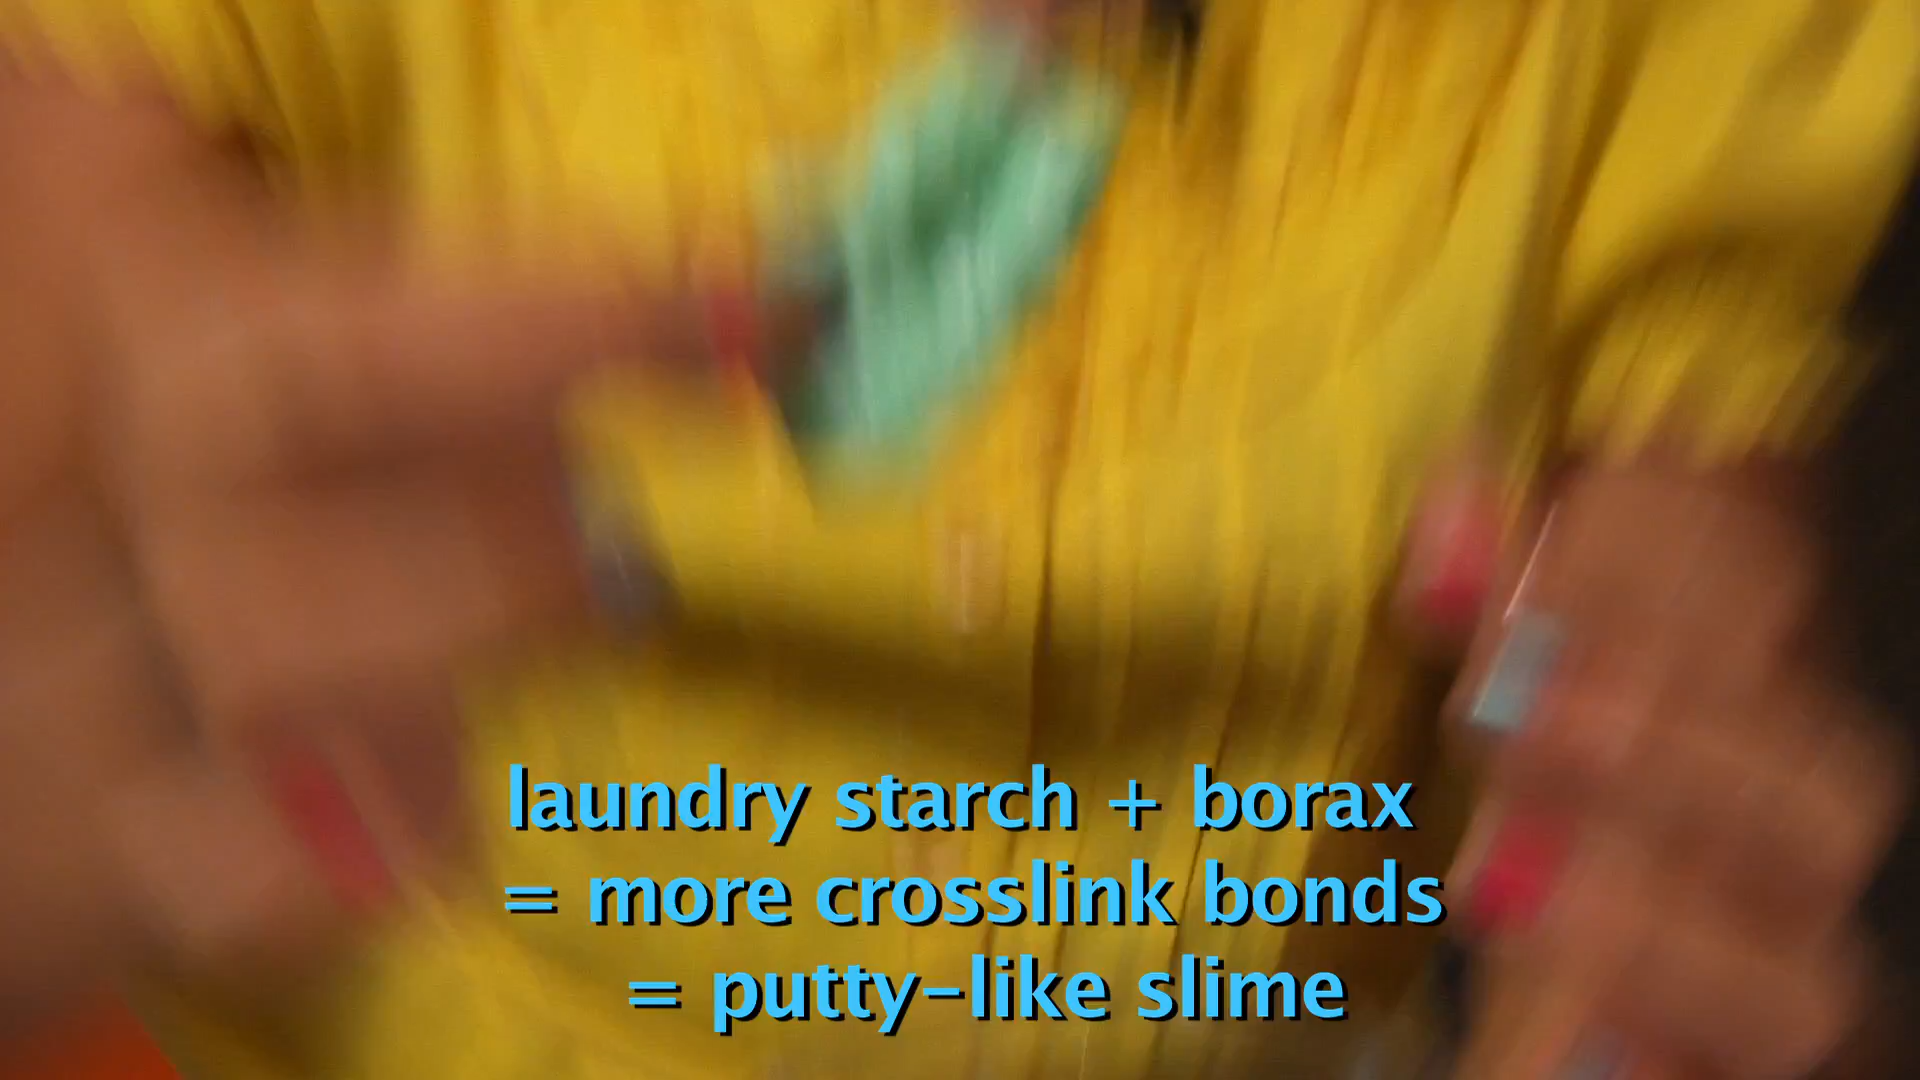 laundry starch + borax
= more crosslink bonds
= putty-like slime